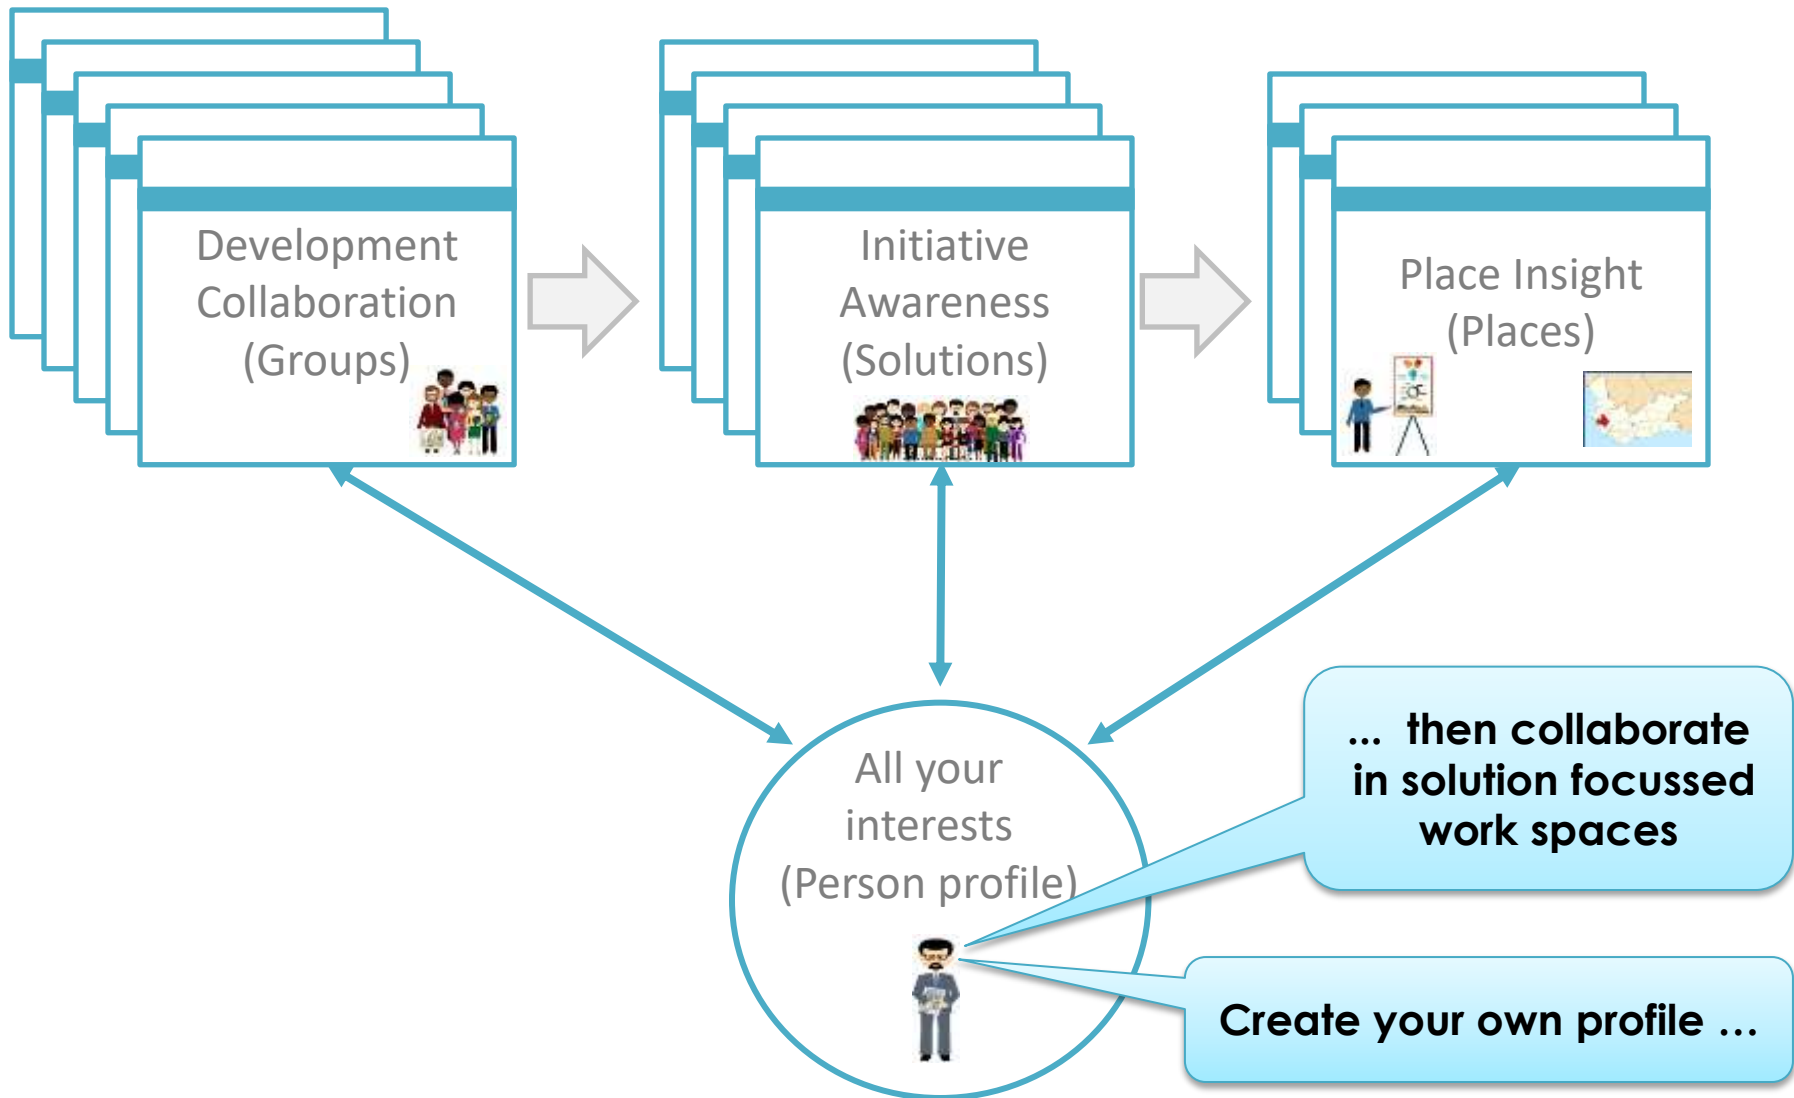 Development
Collaboration
(Groups)
Initiative
Awareness
(Solutions)
Place Insight
(Places)
All your
interests
(Person profile)
... then collaborate
in solution focussed
work spaces
Create your own profile ...